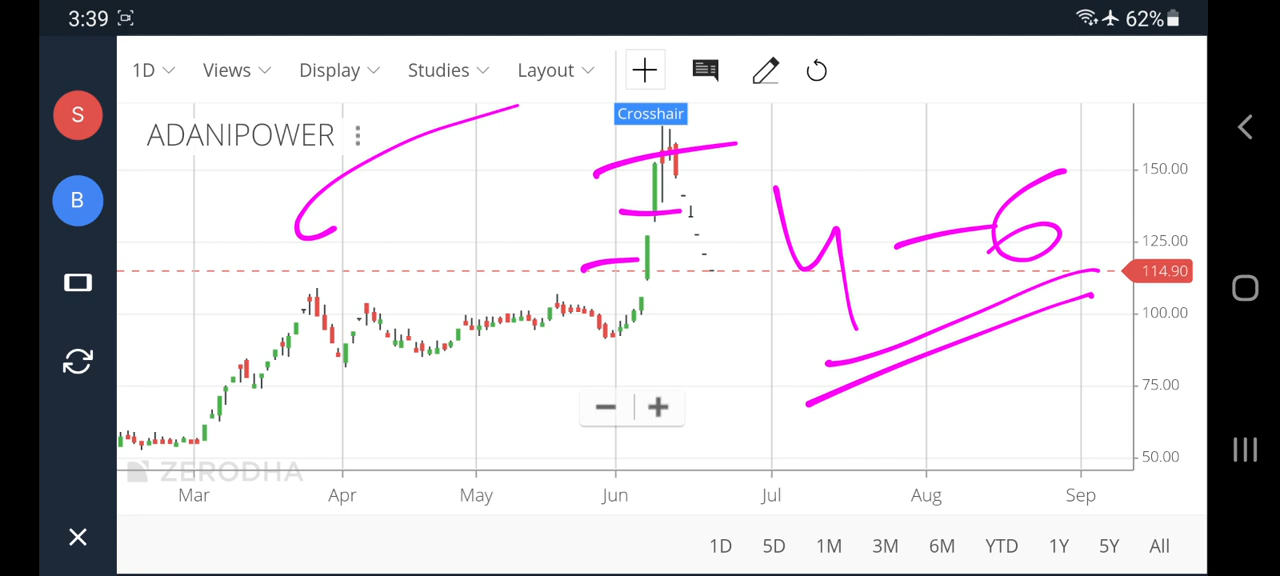 3:39 62%
1D Views Display Studies Layout
Crosshair
S
ADANIPOWER
B
4-6
150.00
125.00
114.90
100.00
75.00
50.00
ZERODHA
Mar Apr May Jun Jul Aug Sep
1D 5D 1M 3M 6M YTD 1Y 5Y All